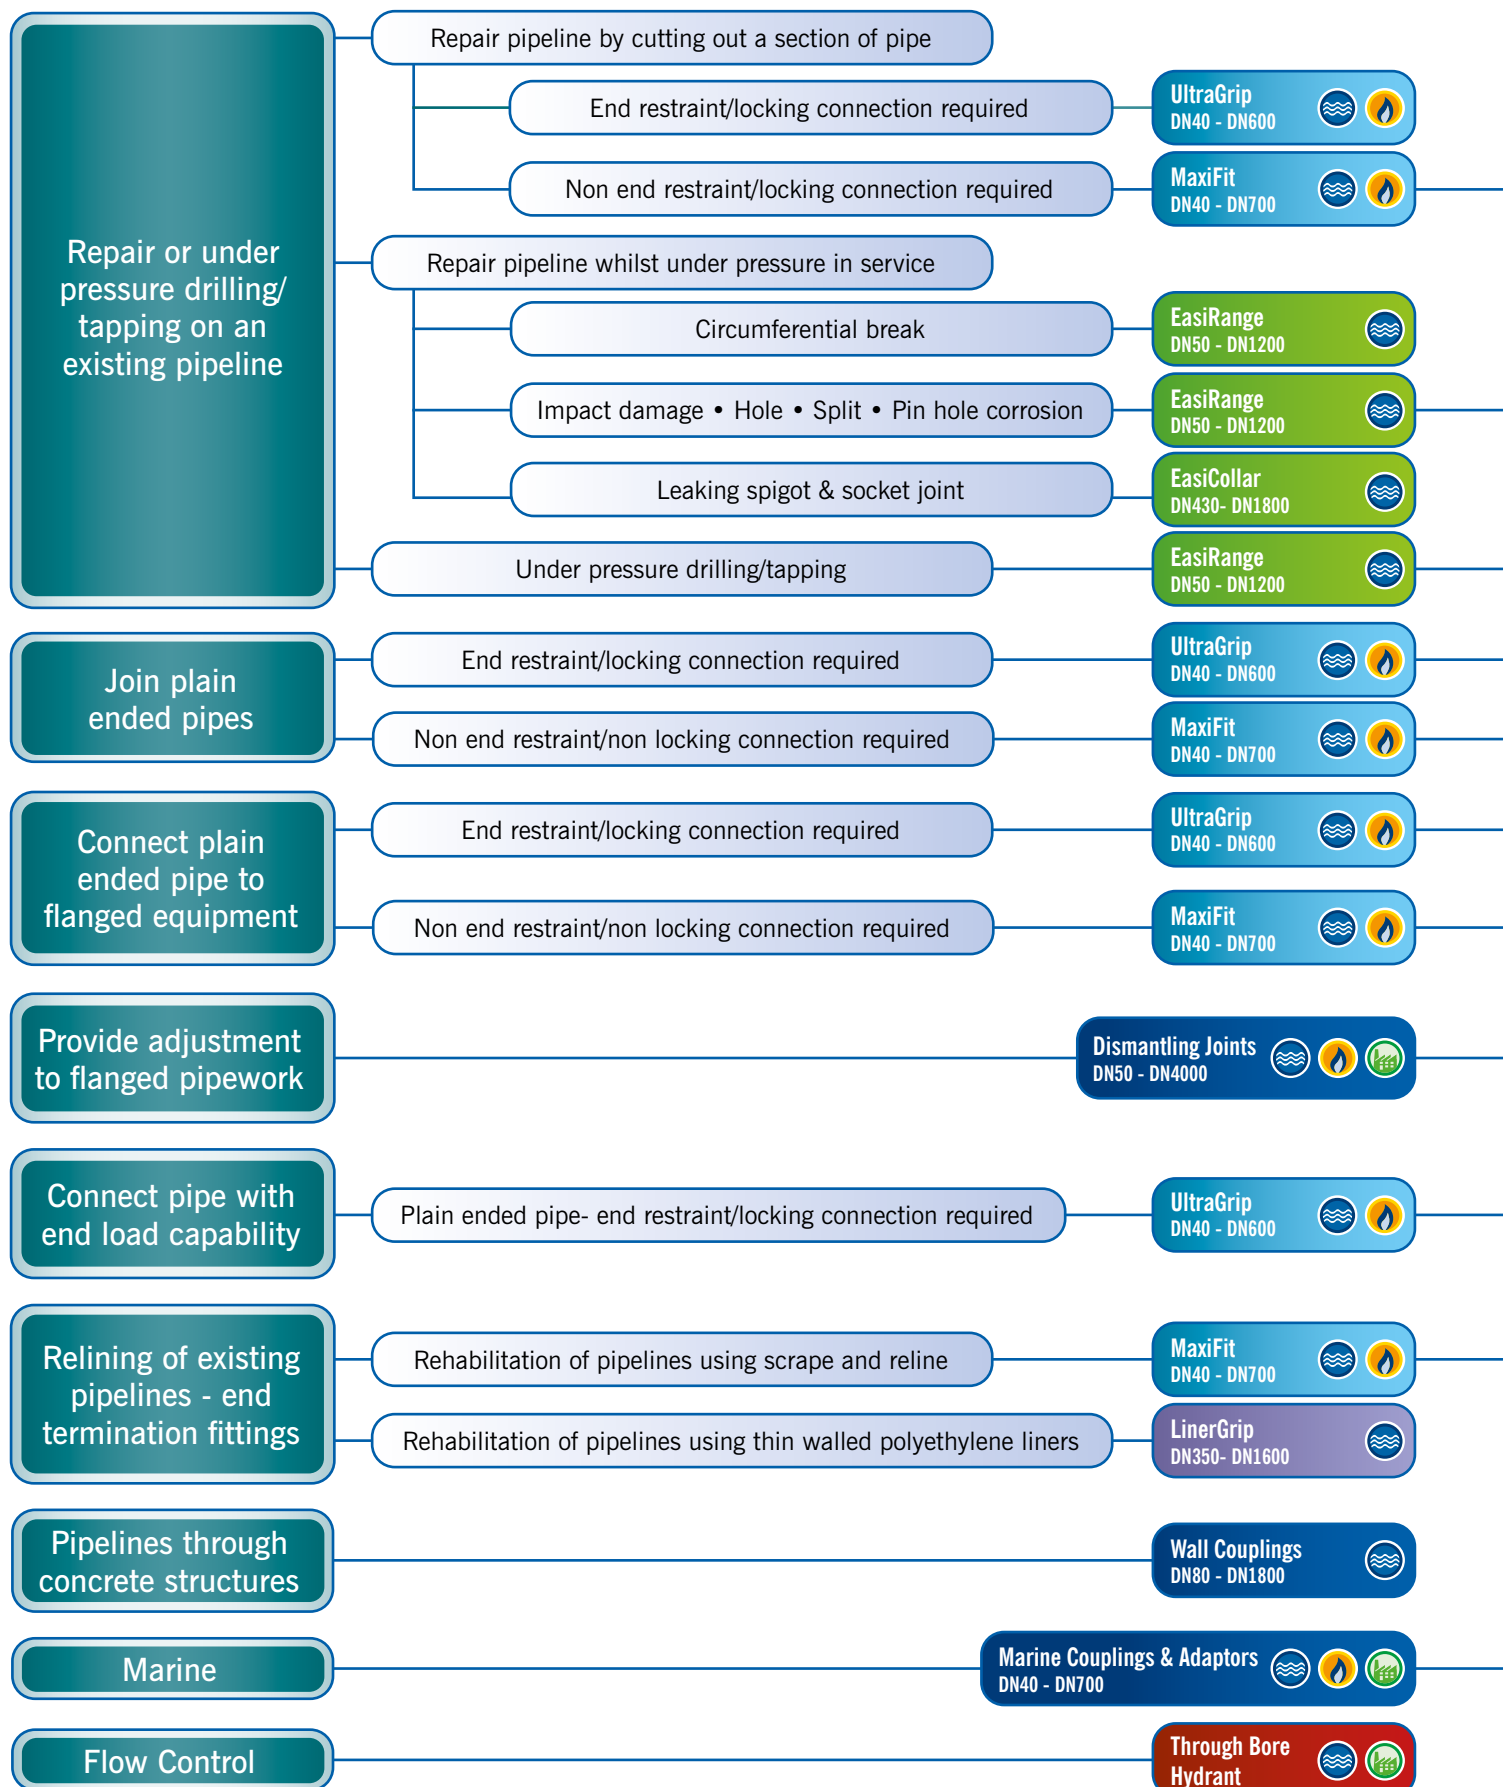 Repair or under
pressure drilling/
tapping on an
existing pipeline
Repair pipeline by cutting out a section of pipe
End restraint/locking connection required
UltraGrip
DN40 - DN600
Non end restraint/locking connection required
MaxiFit
DN40 - DN700
Repair pipeline whilst under pressure in service
Circumferential break
EasiRange
DN50 - DN1200
Impact damage • Hole • Split • Pin hole corrosion
EasiRange
DN50 - DN1200
Leaking spigot & socket joint
EasiCollar
DN430- DN1800
Under pressure drilling/tapping
EasiRange
DN50 - DN1200
Join plain
ended pipes
End restraint/locking connection required
UltraGrip
DN40 - DN600
Non end restraint/non locking connection required
MaxiFit
DN40 - DN700
Connect plain
ended pipe to
flanged equipment
End restraint/locking connection required
UltraGrip
DN40 - DN600
Non end restraint/non locking connection required
MaxiFit
DN40 - DN700
Provide adjustment
to flanged pipework
Dismantling Joints
DN50 - DN4000
Connect pipe with
end load capability
Plain ended pipe- end restraint/locking connection required
UltraGrip
DN40 - DN600
Relining of existing
pipelines - end
termination fittings
Rehabilitation of pipelines using scrape and reline
MaxiFit
DN40 - DN700
Rehabilitation of pipelines using thin walled polyethylene liners
LinerGrip
DN350- DN1600
Pipelines through
concrete structures
Wall Couplings
DN80 - DN1800
Marine
Marine Couplings & Adaptors
DN40 - DN700
Flow Control
Through Bore
Hydrant